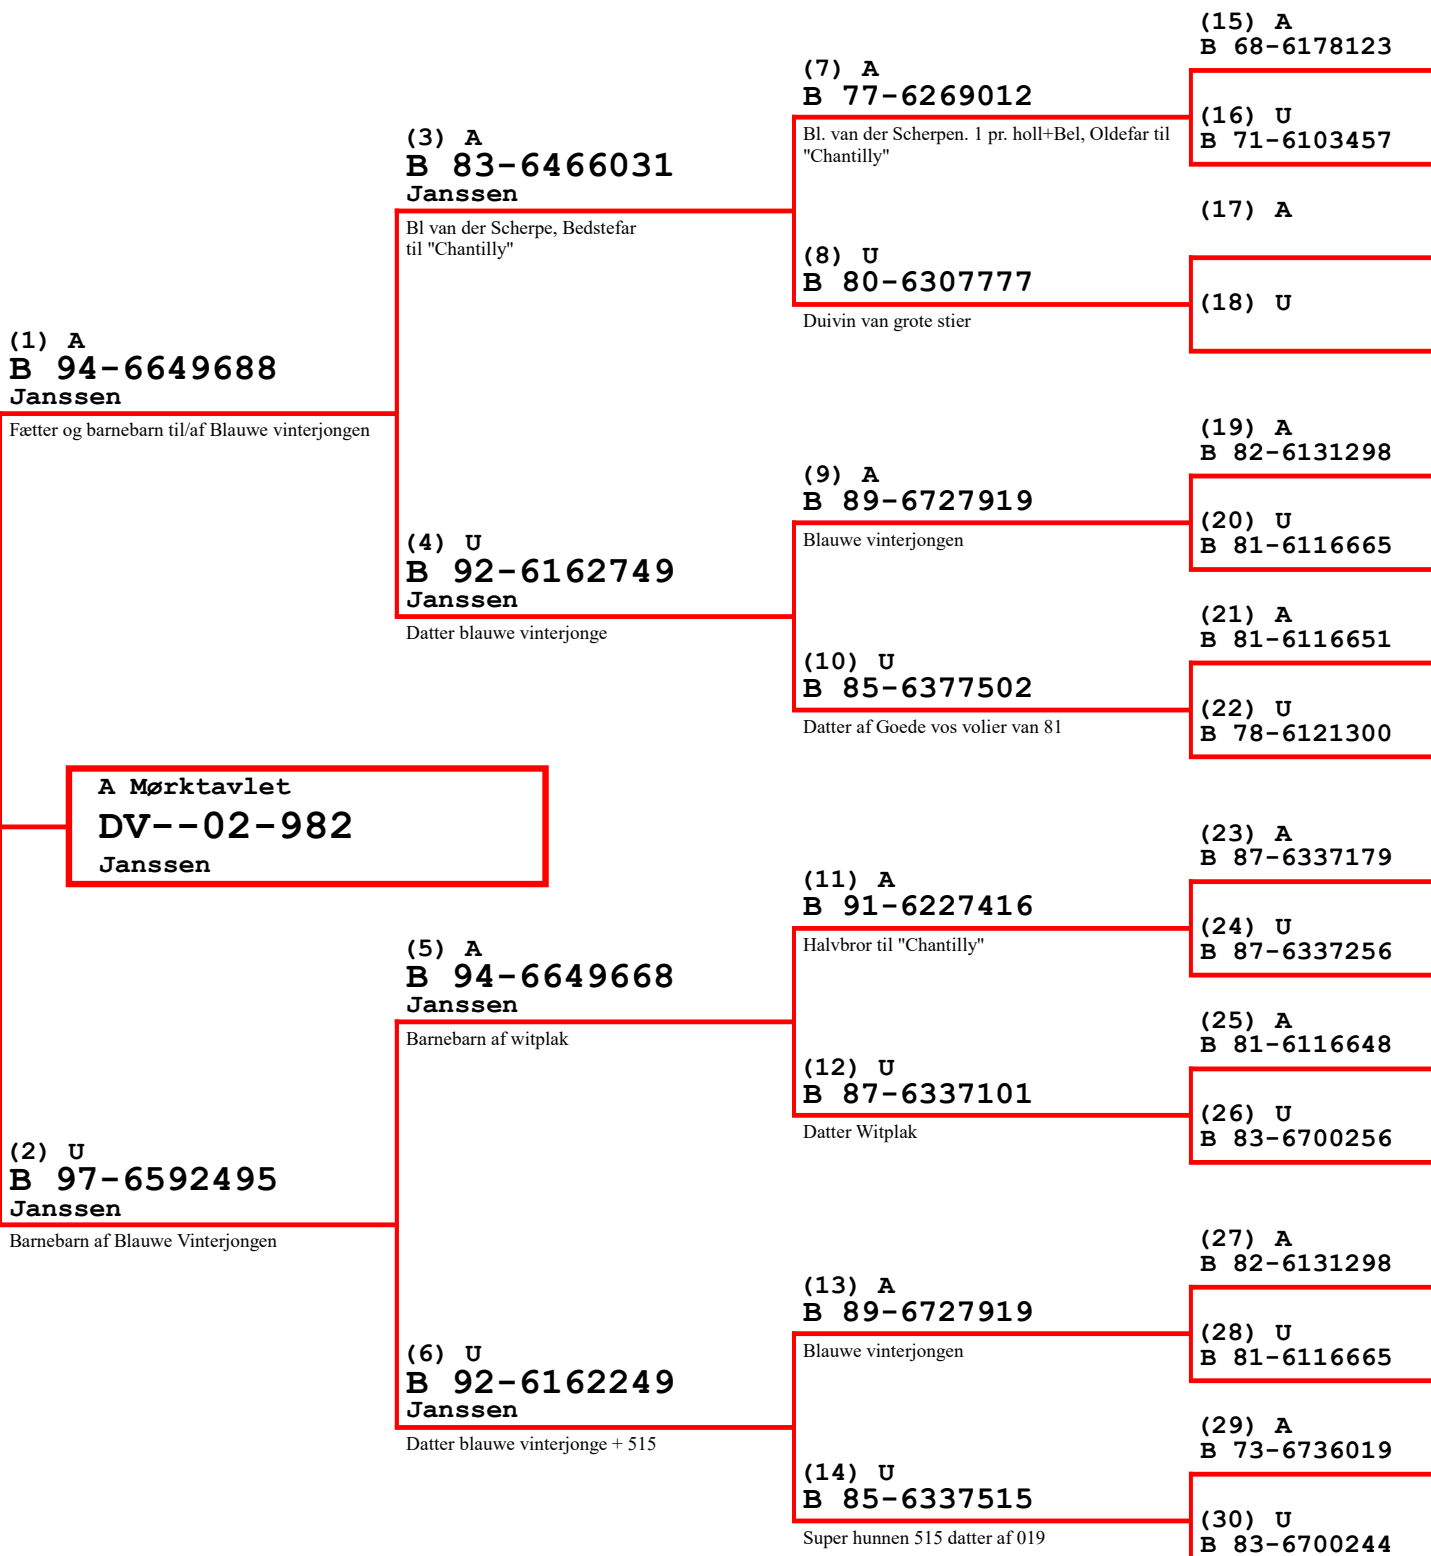 (1) A
B 94-6649688
Janssen
Fætter og barnebarn til/af Blauwe vinterjongen
A Mørktavlet
DV--02-982
Janssen
(2) U
B 97-6592495
Janssen
Barnebarn af Blauwe Vinterjongen
(3) A
B 83-6466031
Janssen
Bl van der Scherpe, Bedstefar
til "Chantilly"
(4) U
B 92-6162749
Janssen
Datter blauwe vinterjonge
(5) A
B 94-6649668
Janssen
Barnebarn af witplak
(6) U
B 92-6162249
Janssen
Datter blauwe vinterjonge + 515
(7) A
B 77-6269012
Bl. van der Scherpen. 1 pr. holl+Bel, Oldefar til
"Chantilly"
(8) U
B 80-6307777
Duivin van grote stier
(9) A
B 89-6727919
Blauwe vinterjongen
(10) U
B 85-6377502
Datter af Goede vos volier van 81
(11) A
B 91-6227416
Halvbror til "Chantilly"
(12) U
B 87-6337101
Datter Witplak
(13) A
B 89-6727919
Blauwe vinterjongen
(14) U
B 85-6337515
Super hunnen 515 datter af 019
(15) A
B 68-6178123
(16) U
B 71-6103457
(17) A
(18) U
(19) A
B 82-6131298
(20) U
B 81-6116665
(21) A
B 81-6116651
(22) U
B 78-6121300
(23) A
B 87-6337179
(24) U
B 87-6337256
(25) A
B 81-6116648
(26) U
B 83-6700256
(27) A
B 82-6131298
(28) U
B 81-6116665
(29) A
B 73-6736019
(30) U
B 83-6700244